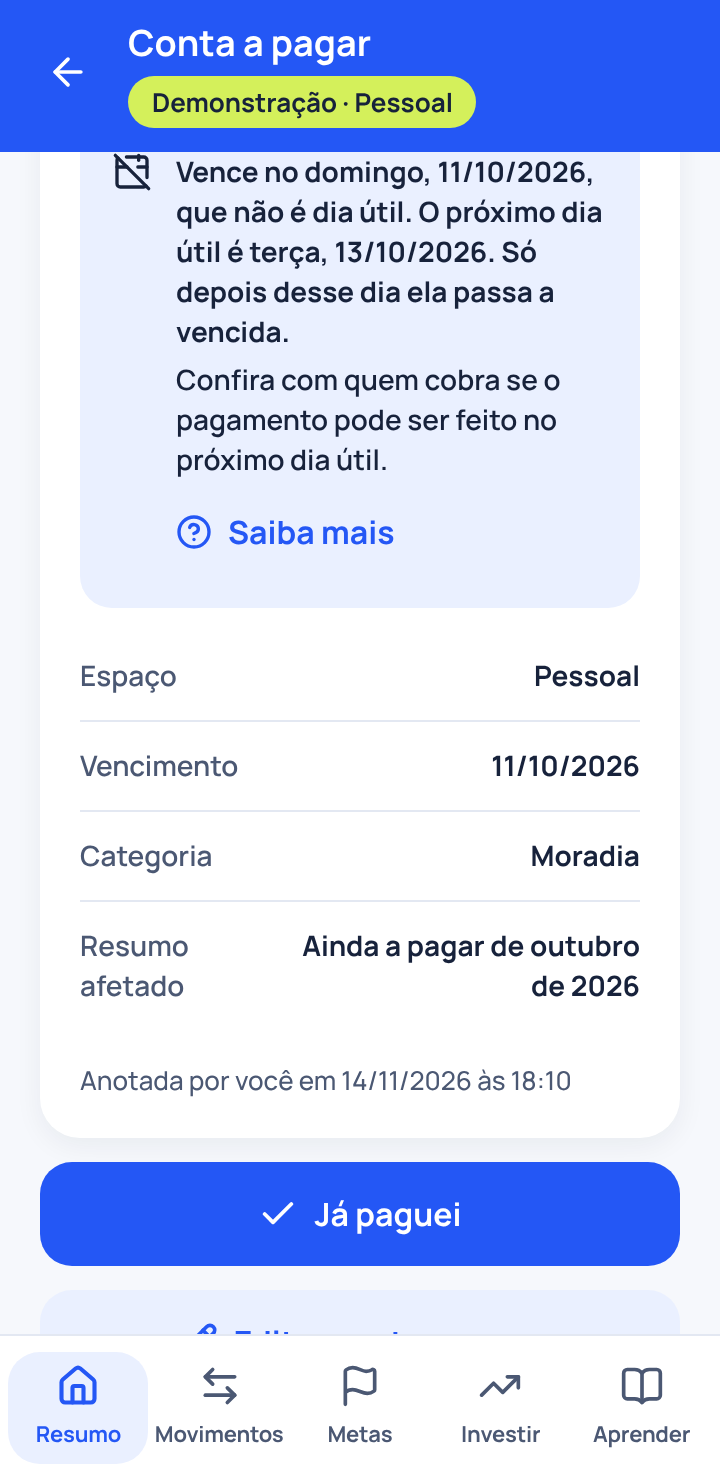 Conta a pagar
Demonstração · Pessoal
Vence no domingo, 11/10/2026,
que não é dia útil. O próximo dia
útil é terça, 13/10/2026. Só
depois desse dia ela passa a
vencida.
Confira com quem cobra se o
pagamento pode ser feito no
próximo dia útil.
Saiba mais
Espaço Pessoal
Vencimento 11/10/2026
Categoria Moradia
Resumo Ainda a pagar de outubro
afetado de 2026
Anotada por você em 14/11/2026 às 18:10
Já paguei
Resumo Movimentos Metas Investir Aprender